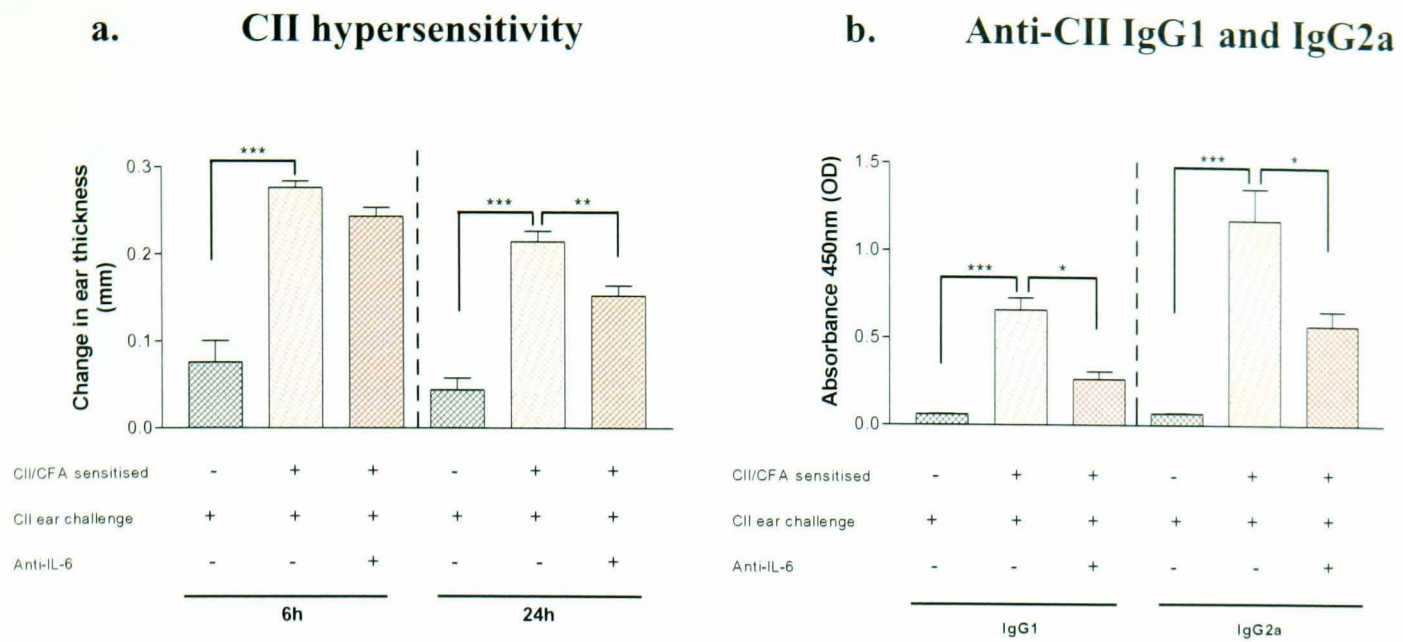 a. CII hypersensitivity
Change in ear thickness
(mm)
0.3
0.2
0.1
0.0
***
***
**
CII/CFA sensitised - + + - + +
CII ear challenge + + + + + +
Anti-IL-6 - - + - - +
6h 24h
b. Anti-CII IgG1 and IgG2a
Absorbance 450nm (OD)
1.5
1.0
0.5
0.0
***
*
***
*
CII/CFA sensitised - + + - + +
CII ear challenge + + + + + +
Anti-IL-6 - - + - - +
IgG1 IgG2a